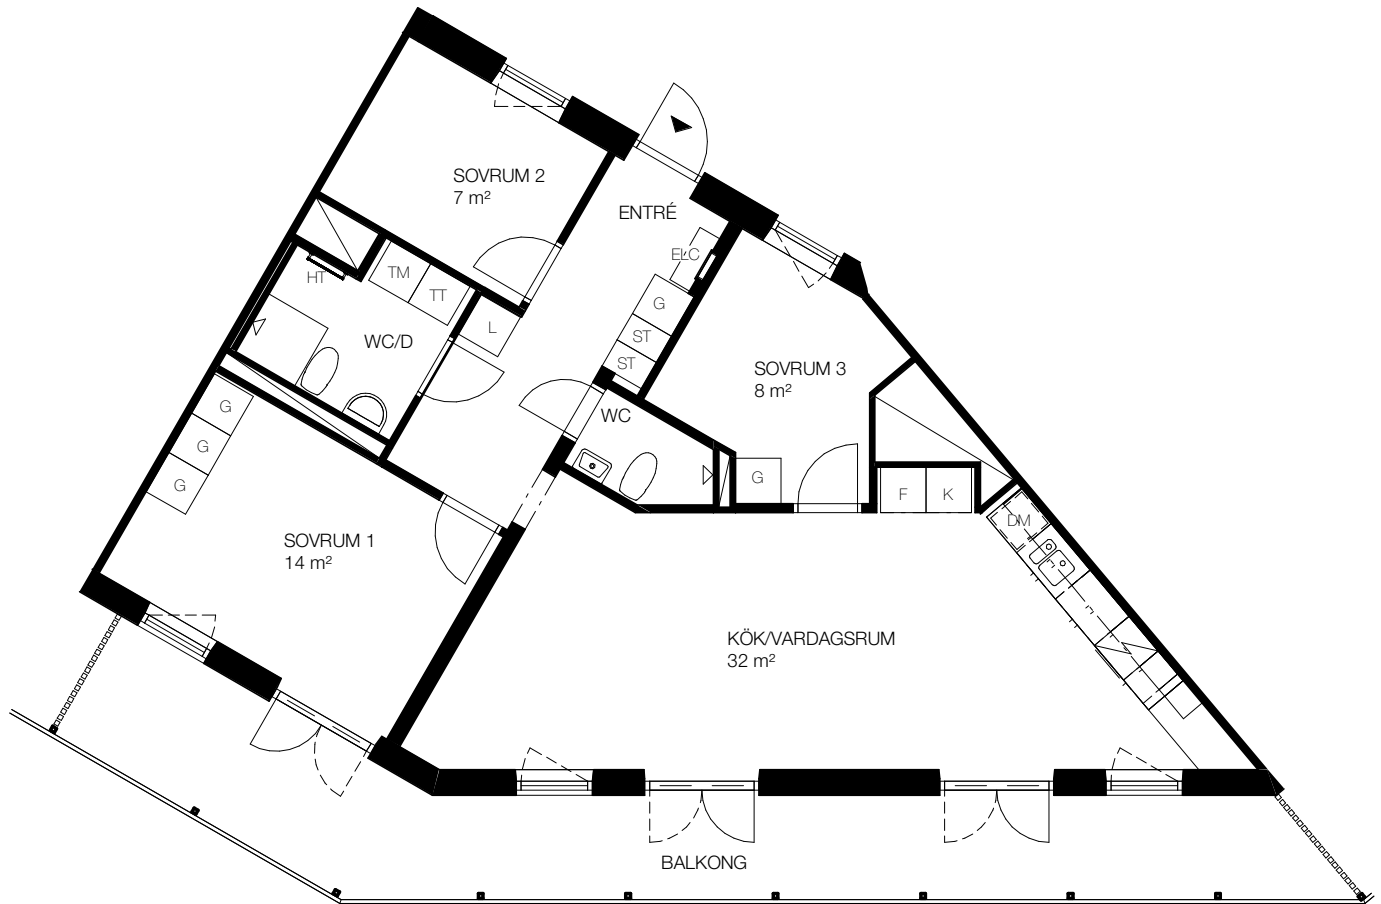 SOVRUM 2
7 m²
ENTRÉ
ELC
HT
TM
TT
G
L
ST
WC/D
ST
SOVRUM 3
8 m²
G
WC
G
G
G
F
K
DM
SOVRUM 1
14 m²
KÖK/VARDAGSRUM
32 m²
BALKONG